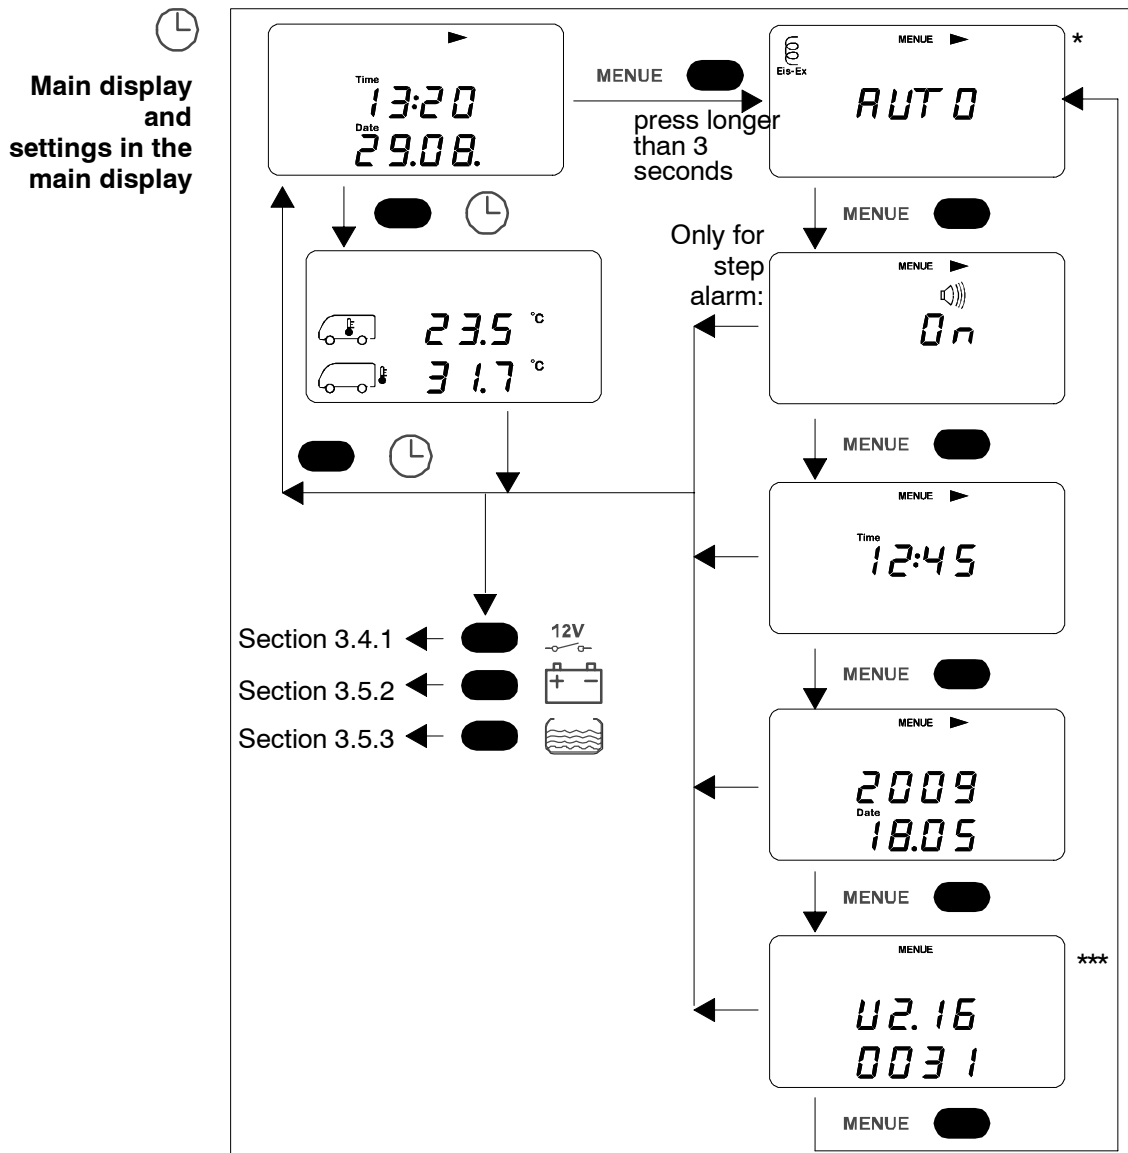 Main display
and
settings in the
main display
Time
13:20
Date
29.08.
MENUE
press longer
than 3
seconds
MENUE
*
Eis-Ex
AUTO
MENUE
Only for
step
alarm:
MENUE
On
23.5 °C
31.7 °C
MENUE
MENUE
Time
12:45
Section 3.4.1
12V
Section 3.5.2
+ −
Section 3.5.3
MENUE
MENUE
2009
Date
18.05
MENUE
MENUE
***
U2.16
0031
MENUE